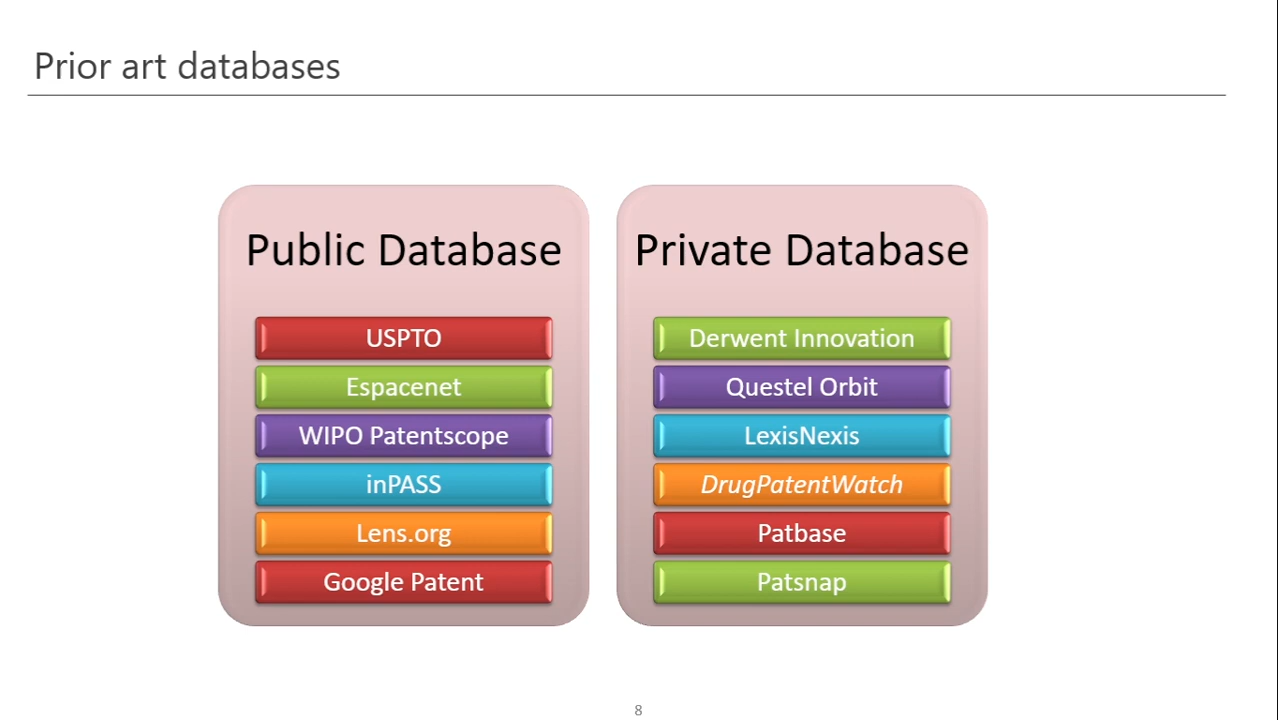 Prior art databases
Public Database
USPTO
Espacenet
WIPO Patentscope
inPASS
Lens.org
Google Patent
Private Database
Derwent Innovation
Questel Orbit
LexisNexis
DrugPatentWatch
Patbase
Patsnap
8